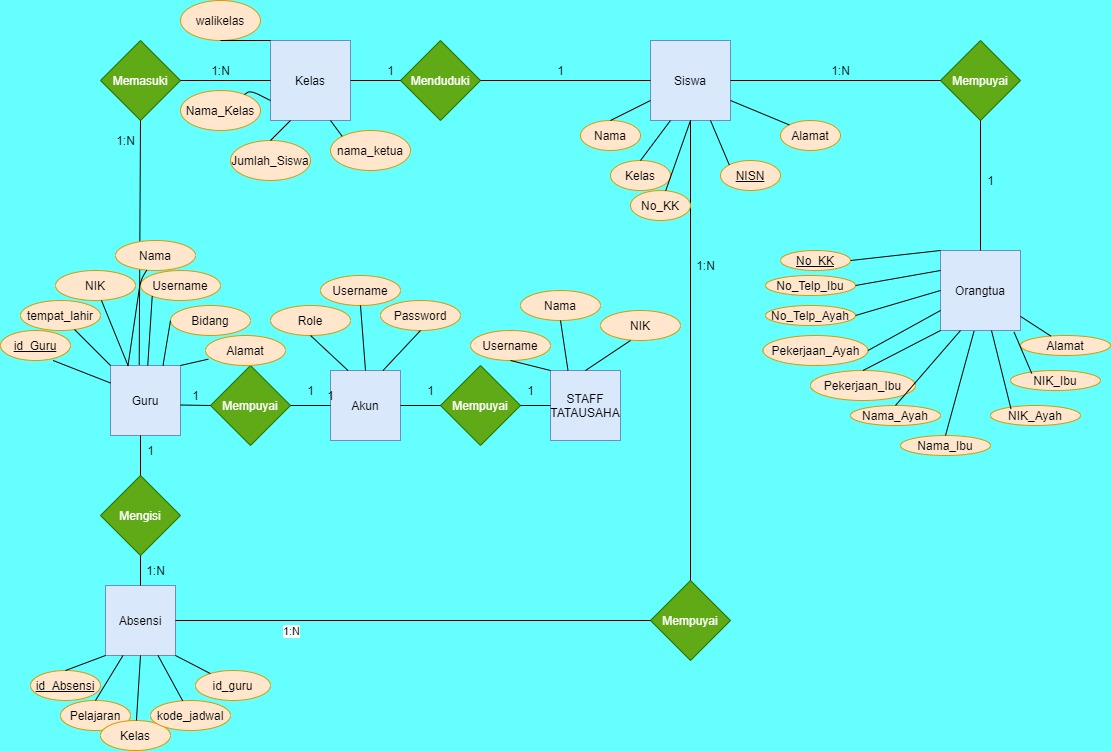 walikelas
Memasuki
1:N
Kelas
1
Menduduki
1
Siswa
1:N
Mempuyai
Nama_Kelas
1:N
Jumlah_Siswa
nama_ketua
Nama
Kelas
No_KK
NISN
Alamat
1
1:N
Nama
NIK
Username
tempat_lahir
Bidang
id_Guru
Alamat
Guru
1
Mempuyai
1
1
Username
Role
Password
Akun
1
Mempuyai
1
Nama
NIK
Username
STAFF
TATAUSAHA
No_KK
No_Telp_Ibu
No_Telp_Ayah
Pekerjaan_Ayah
Pekerjaan_Ibu
Nama_Ayah
Nama_Ibu
NIK_Ayah
NIK_Ibu
Alamat
Orangtua
1
Mengisi
1:N
Absensi
1:N
Mempuyai
id_Absensi
Pelajaran
Kelas
kode_jadwal
id_guru